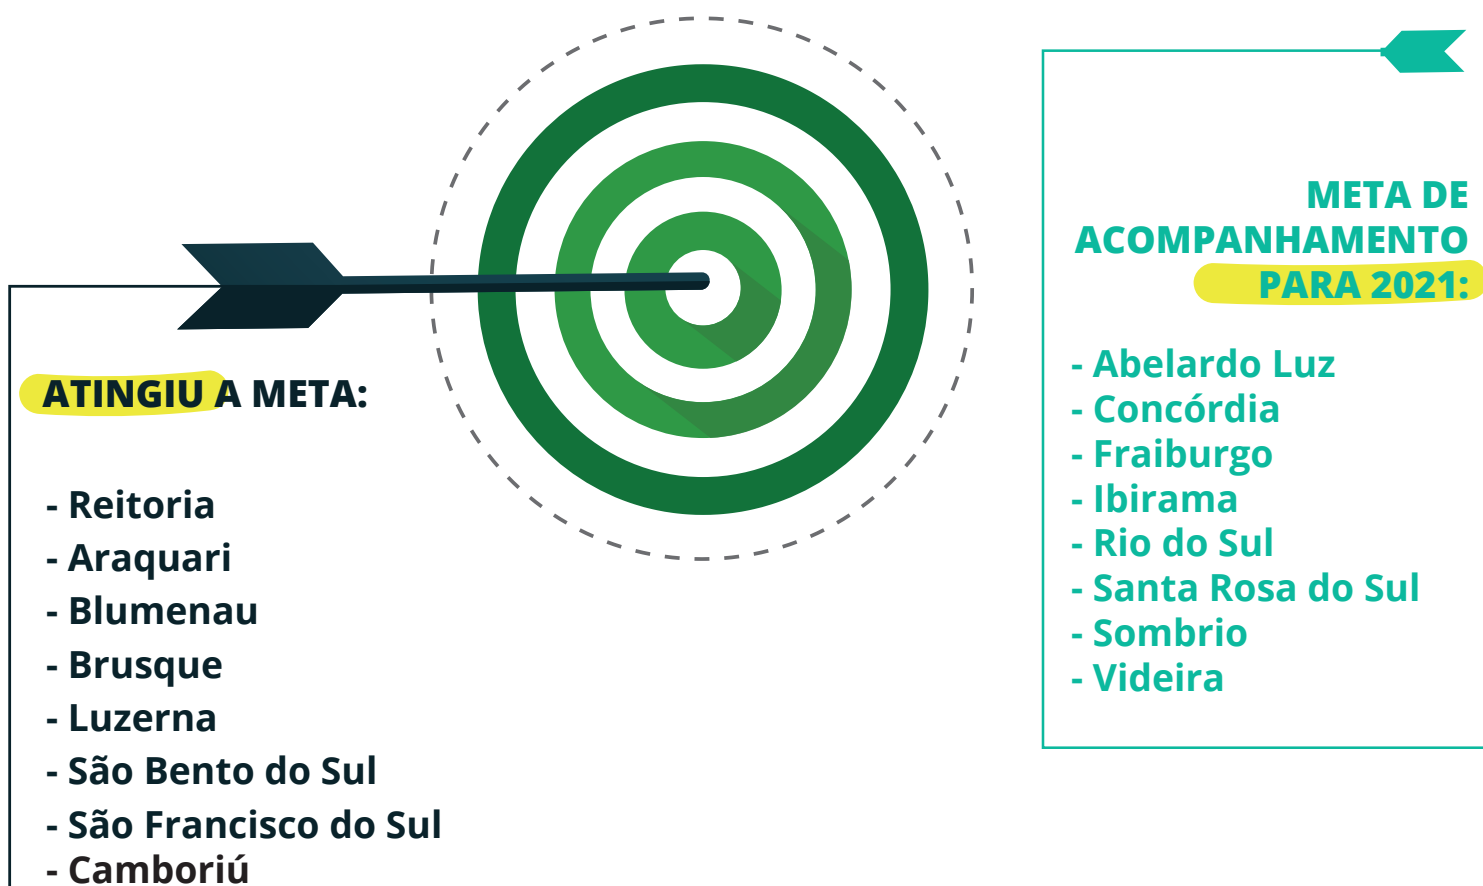 ATINGIU A META:
- Reitoria
- Araquari
- Blumenau
- Brusque
- Luzerna
- São Bento do Sul
- São Francisco do Sul
- Camboriú
META DE
ACOMPANHAMENTO
PARA 2021:
- Abelardo Luz
- Concórdia
- Fraiburgo
- Ibirama
- Rio do Sul
- Santa Rosa do Sul
- Sombrio
- Videira